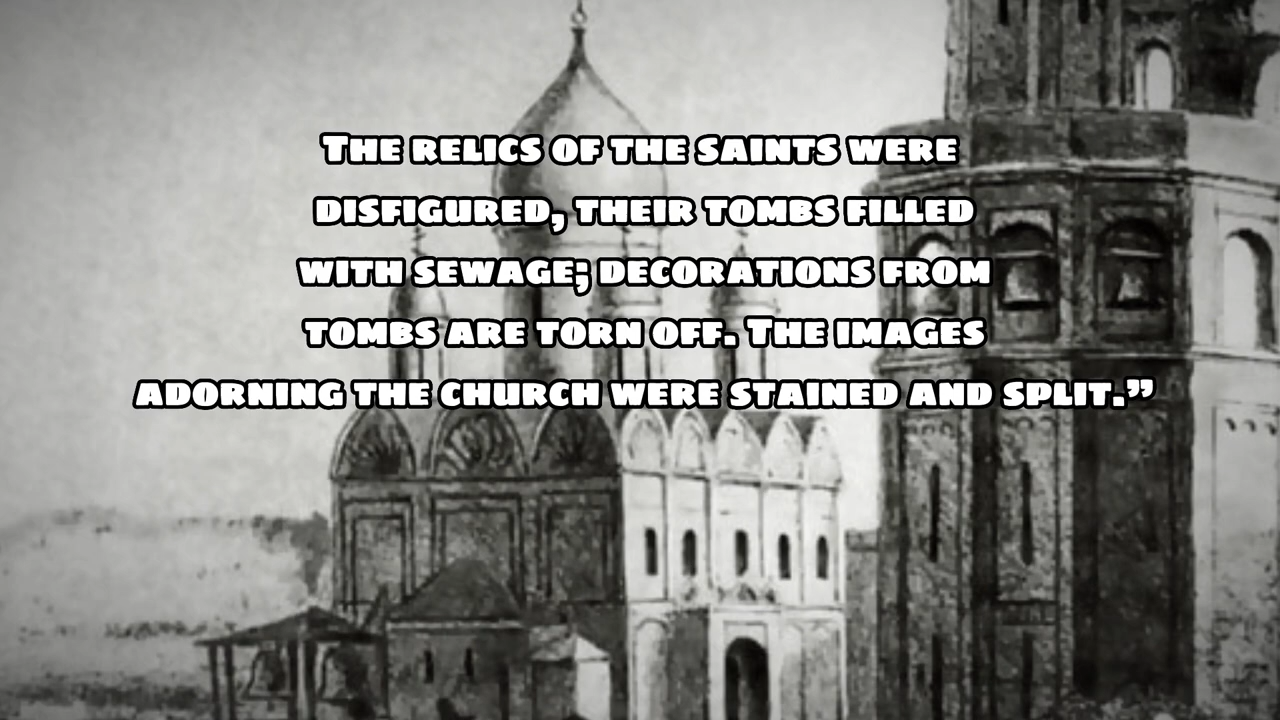 The relics of the saints were
disfigured, their tombs filled
with sewage; decorations from
tombs are torn off. The images
adorning the church were stained and split.”